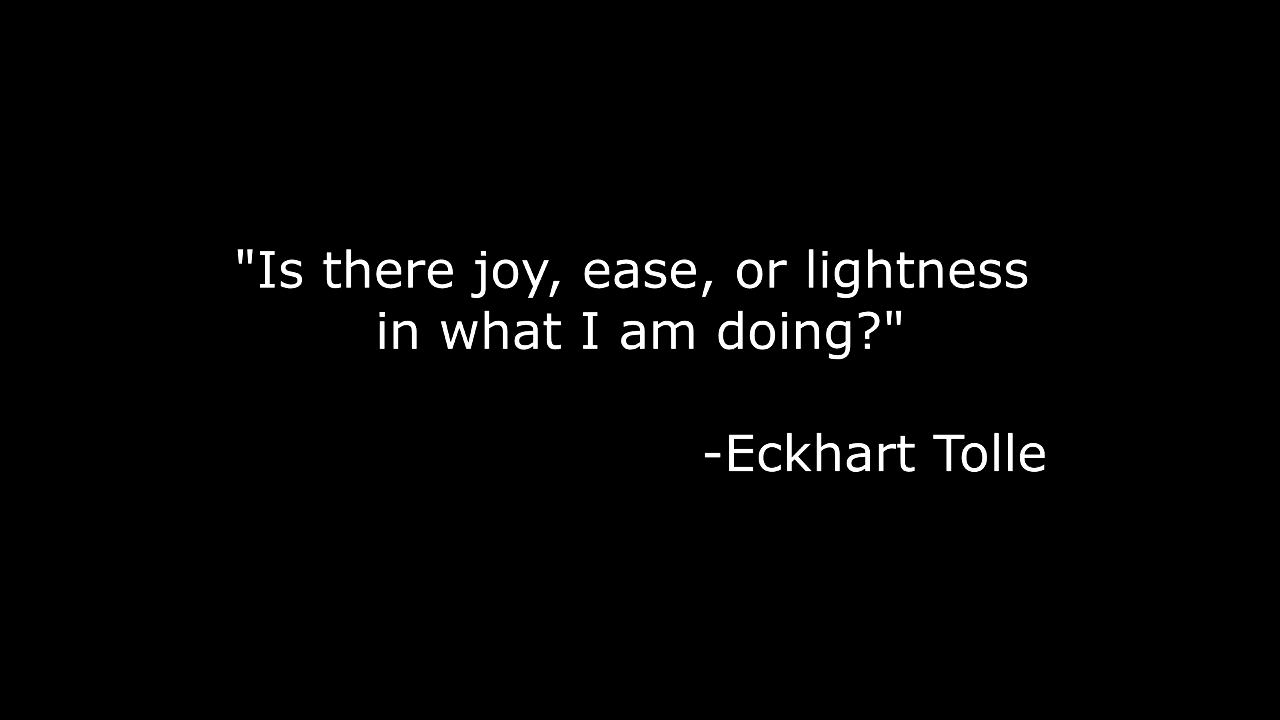 "Is there joy, ease, or lightness
in what I am doing?"
-Eckhart Tolle